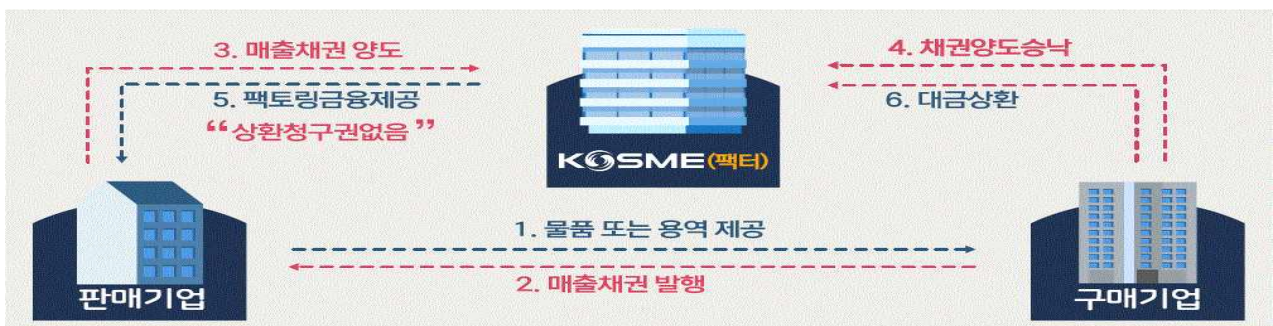 3. 매출채권 양도
4. 채권양도승낙
5. 팩토링금융제공
“상환청구권없음”
6. 대금상환
KOSME(팩터)
1. 물품 또는 용역 제공
2. 매출채권 발행
판매기업
구매기업